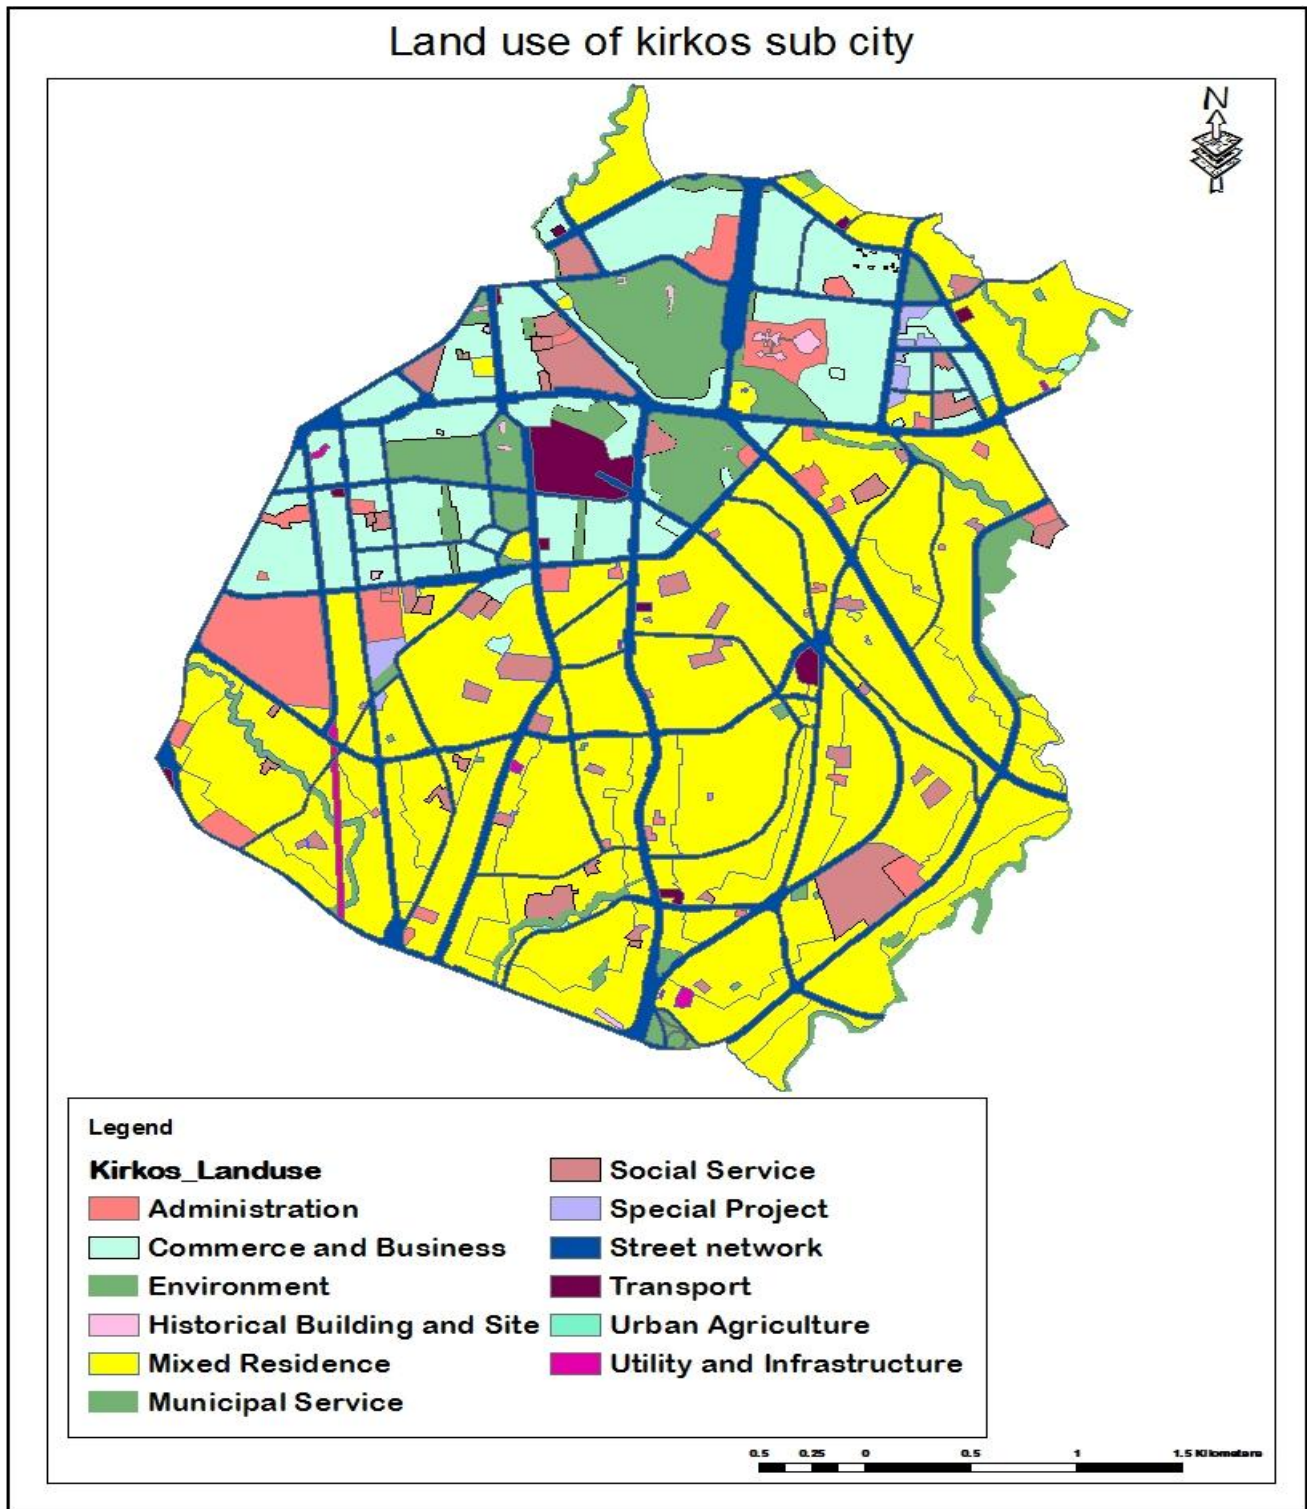 Land use of kirkos sub city
N
Legend
Kirkos_Landuse
Administration
Commerce and Business
Environment
Historical Building and Site
Mixed Residence
Municipal Service
Social Service
Special Project
Street network
Transport
Urban Agriculture
Utility and Infrastructure
0.5 0.25 0 0.5 1 1.5 Kilometers